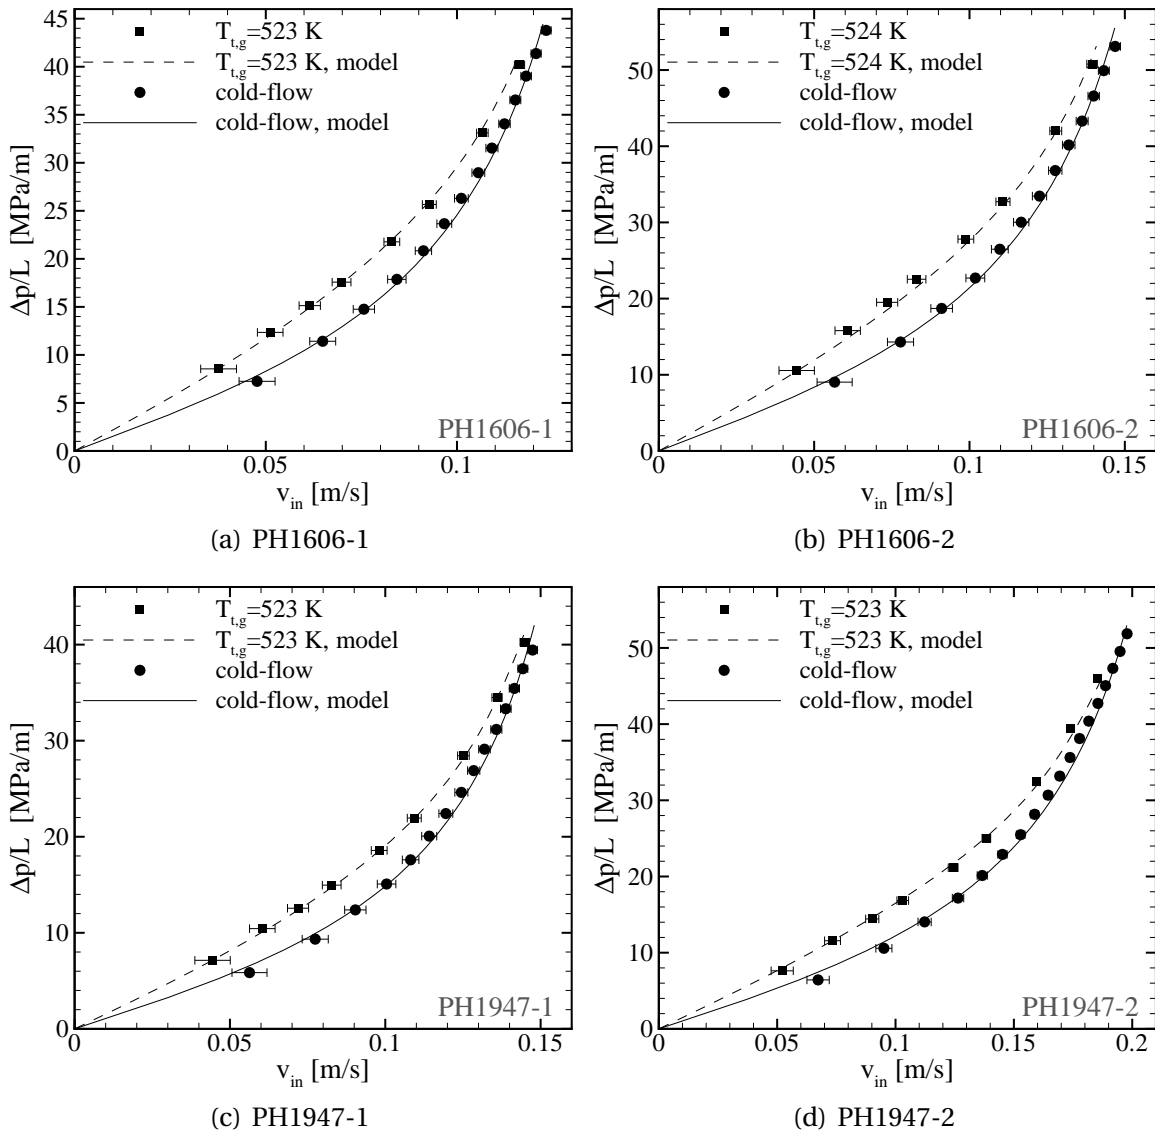 T_t,g=523 K
T_t,g=523 K, model
cold-flow
cold-flow, model
45
40
35
30
25
20
15
10
5
0
Δp/L [MPa/m]
PH1606-1
0
0.05
0.1
v_in [m/s]
(a) PH1606-1
T_t,g=524 K
T_t,g=524 K, model
cold-flow
cold-flow, model
50
40
30
20
10
0
Δp/L [MPa/m]
PH1606-2
0
0.05
0.1
0.15
v_in [m/s]
(b) PH1606-2
T_t,g=523 K
T_t,g=523 K, model
cold-flow
cold-flow, model
40
30
20
10
0
Δp/L [MPa/m]
PH1947-1
0
0.05
0.1
0.15
v_in [m/s]
(c) PH1947-1
T_t,g=523 K
T_t,g=523 K, model
cold-flow
cold-flow, model
50
40
30
20
10
0
Δp/L [MPa/m]
PH1947-2
0
0.05
0.1
0.15
0.2
v_in [m/s]
(d) PH1947-2